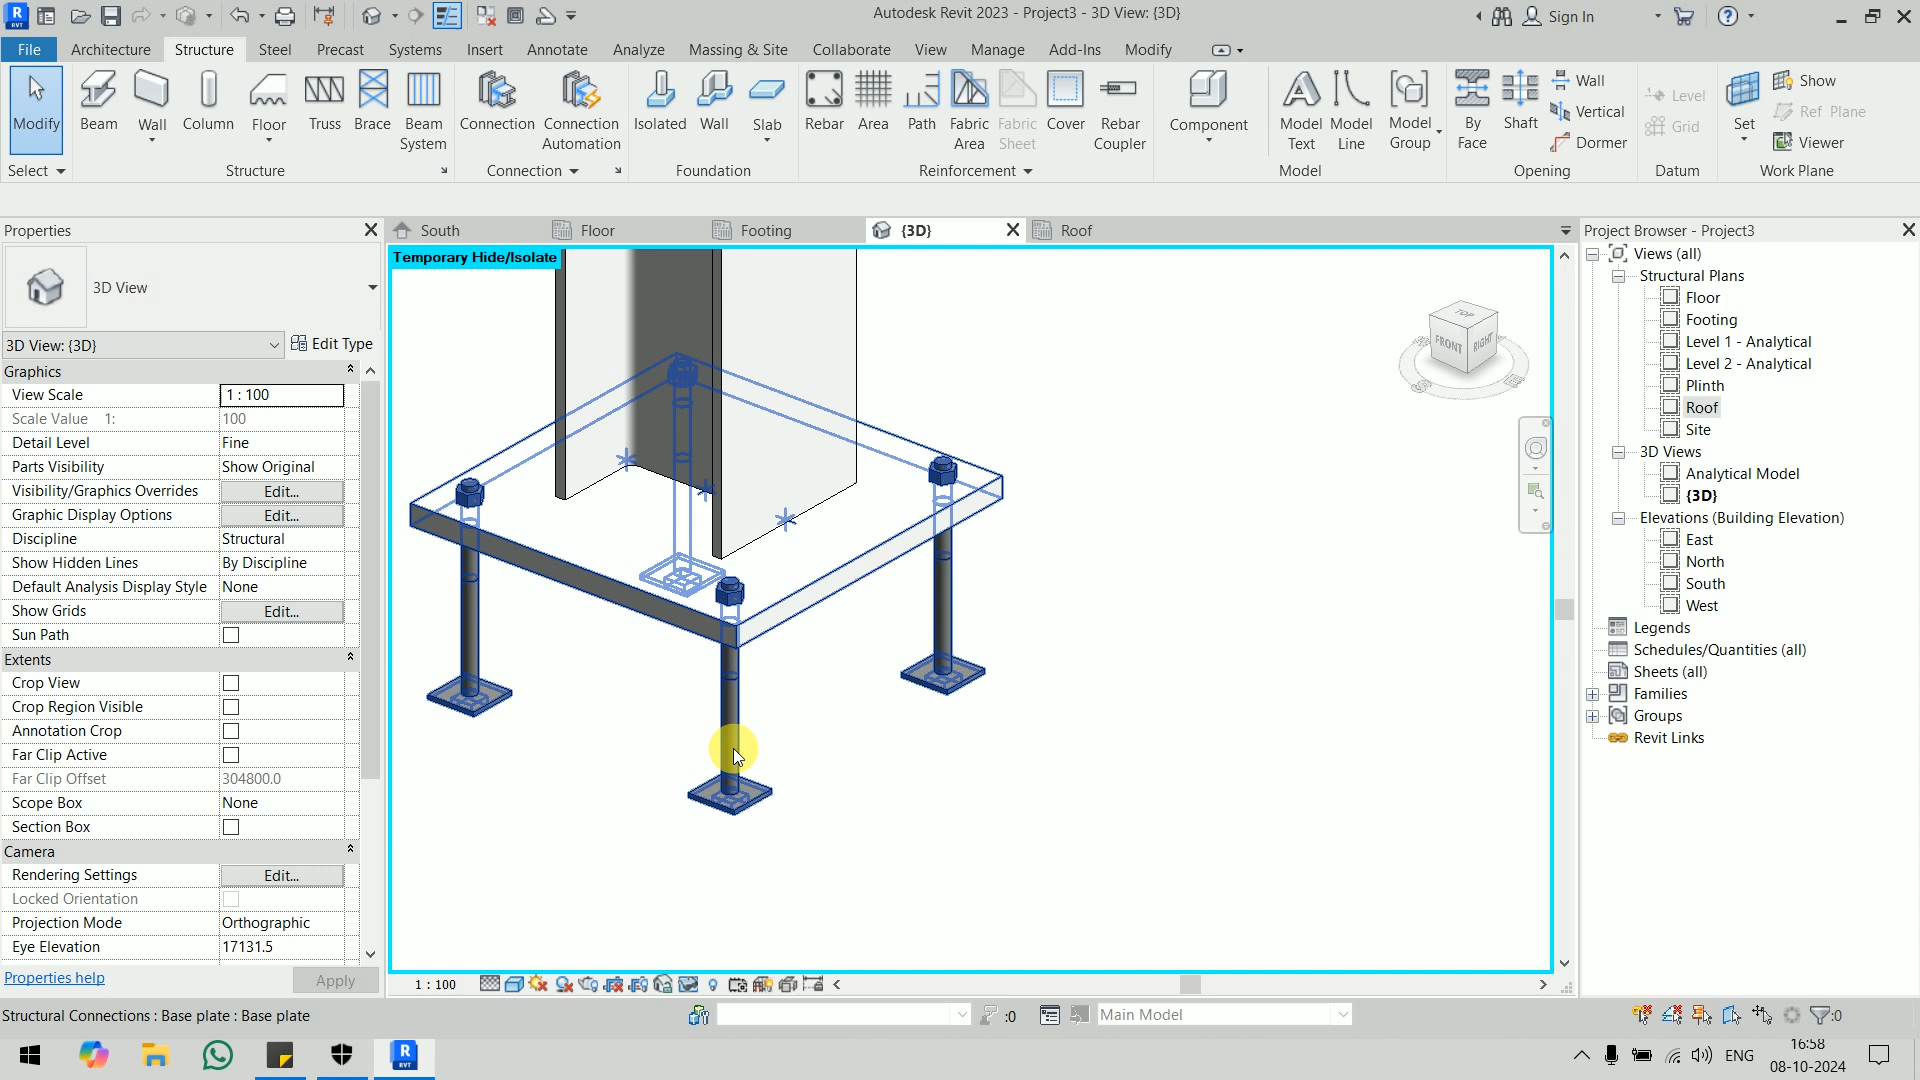 Autodesk Revit 2023 - Project3 - 3D View: {3D}
Sign In
File Architecture Structure Steel Precast Systems Insert Annotate Analyze Massing & Site Collaborate View Manage Add-Ins Modify
Modify
Beam
Wall
Column
Floor
Truss
Brace
Beam System
Connection
Connection Automation
Isolated
Wall
Slab
Rebar
Area
Path
Fabric Area
Fabric Sheet
Cover
Rebar Coupler
Component
Model Text
Model Line
Model Group
By Face
Shaft
Wall
Vertical
Dormer
Level
Grid
Set
Show
Ref Plane
Viewer
Select
Structure
Connection
Foundation
Reinforcement
Model
Opening
Datum
Work Plane
Properties
South
Floor
Footing
{3D}
Roof
Project Browser - Project3
3D View
3D View: {3D}
Edit Type
Graphics
View Scale 1 : 100
Scale Value 1: 100
Detail Level Fine
Parts Visibility Show Original
Visibility/Graphics Overrides Edit...
Graphic Display Options Edit...
Discipline Structural
Show Hidden Lines By Discipline
Default Analysis Display Style None
Show Grids Edit...
Sun Path
Extents
Crop View
Crop Region Visible
Annotation Crop
Far Clip Active
Far Clip Offset 304800.0
Scope Box None
Section Box
Camera
Rendering Settings Edit...
Locked Orientation
Projection Mode Orthographic
Eye Elevation 17131.5
Properties help
Apply
Temporary Hide/Isolate
TOP
FRONT
RIGHT
S
E
1 : 100
Views (all)
Structural Plans
Floor
Footing
Level 1 - Analytical
Level 2 - Analytical
Plinth
Roof
Site
3D Views
Analytical Model
{3D}
Elevations (Building Elevation)
East
North
South
West
Legends
Schedules/Quantities (all)
Sheets (all)
Families
Groups
Revit Links
Structural Connections : Base plate : Base plate
:0
Main Model
:0
R
RVT
R
RVT
ENG
16:58
08-10-2024